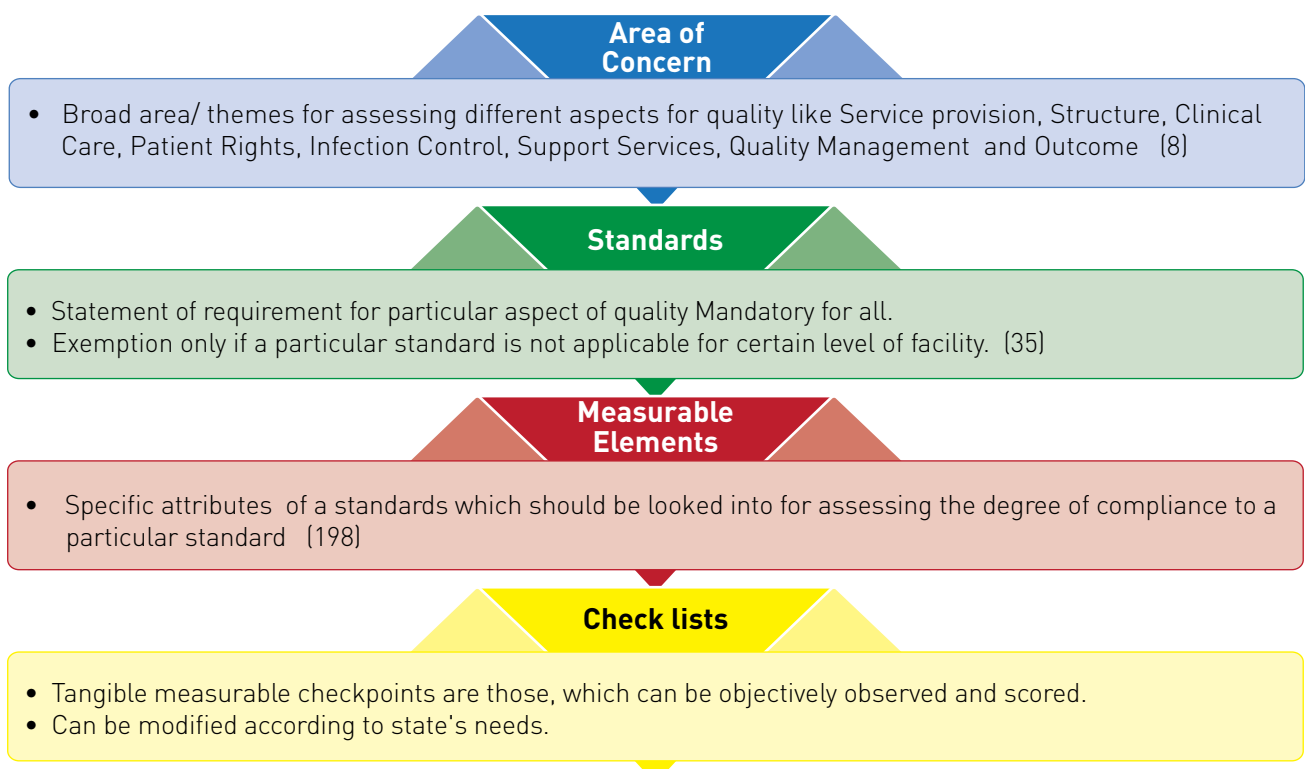 Area of
Concern
• Broad area/ themes for assessing different aspects for quality like Service provision, Structure, Clinical
Care, Patient Rights, Infection Control, Support Services, Quality Management and Outcome (8)
Standards
• Statement of requirement for particular aspect of quality Mandatory for all.
• Exemption only if a particular standard is not applicable for certain level of facility. (35)
Measurable
Elements
• Specific attributes of a standards which should be looked into for assessing the degree of compliance to a
particular standard (198)
Check lists
• Tangible measurable checkpoints are those, which can be objectively observed and scored.
• Can be modified according to state's needs.